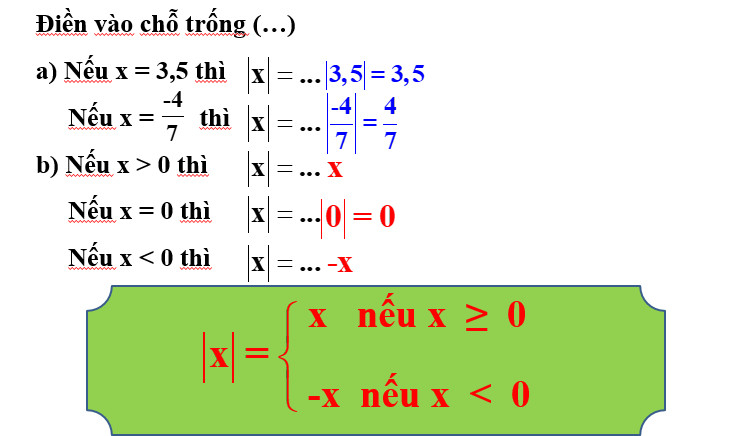 Điền vào chỗ trống (…)
a) Nếu x = 3,5 thì |x| = ... |3,5| = 3,5
Nếu x = -4/7 thì |x| = ... |-4/7| = 4/7
b) Nếu x > 0 thì |x| = ... x
Nếu x = 0 thì |x| = ... |0| = 0
Nếu x < 0 thì |x| = ... -x
|x| = { x nếu x ≥ 0
-x nếu x < 0